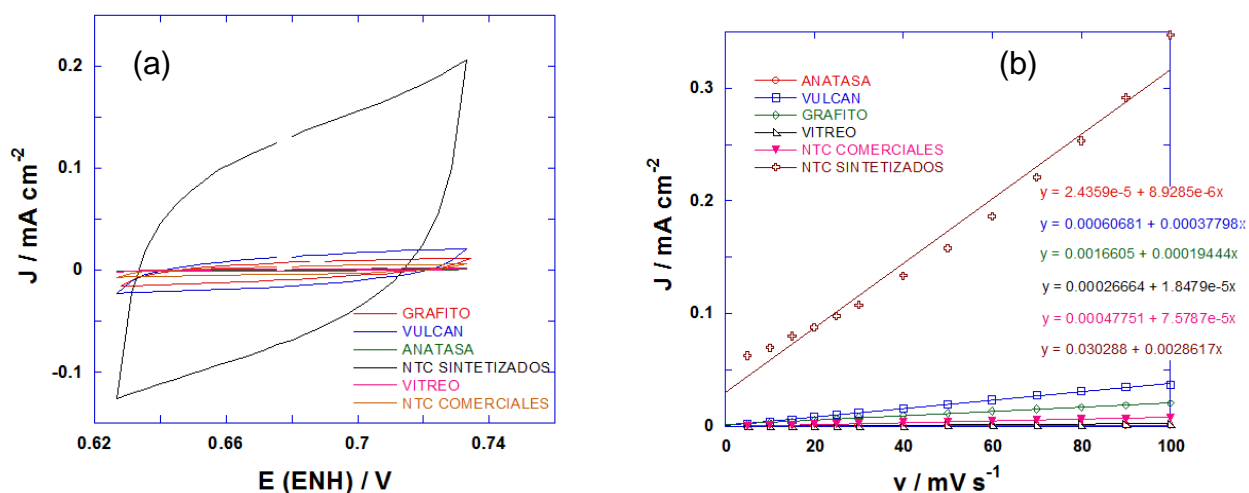 (a)
J / mA cm⁻²
0.2
0.1
0
-0.1
GRAFITO
VULCAN
ANATASA
NTC SINTETIZADOS
VITREO
NTC COMERCIALES
0.62
0.66
0.7
0.74
E (ENH) / V
(b)
J / mA cm⁻²
0.3
0.2
0.1
0
ANATASA
VULCAN
GRAFITO
VITREO
NTC COMERCIALES
NTC SINTETIZADOS
y = 2.4359e-5 + 8.9285e-6x
y = 0.00060681 + 0.00037798x
y = 0.0016605 + 0.00019444x
y = 0.00026664 + 1.8479e-5x
y = 0.00047751 + 7.5787e-5x
y = 0.030288 + 0.0028617x
0
20
40
60
80
100
v / mV s⁻¹